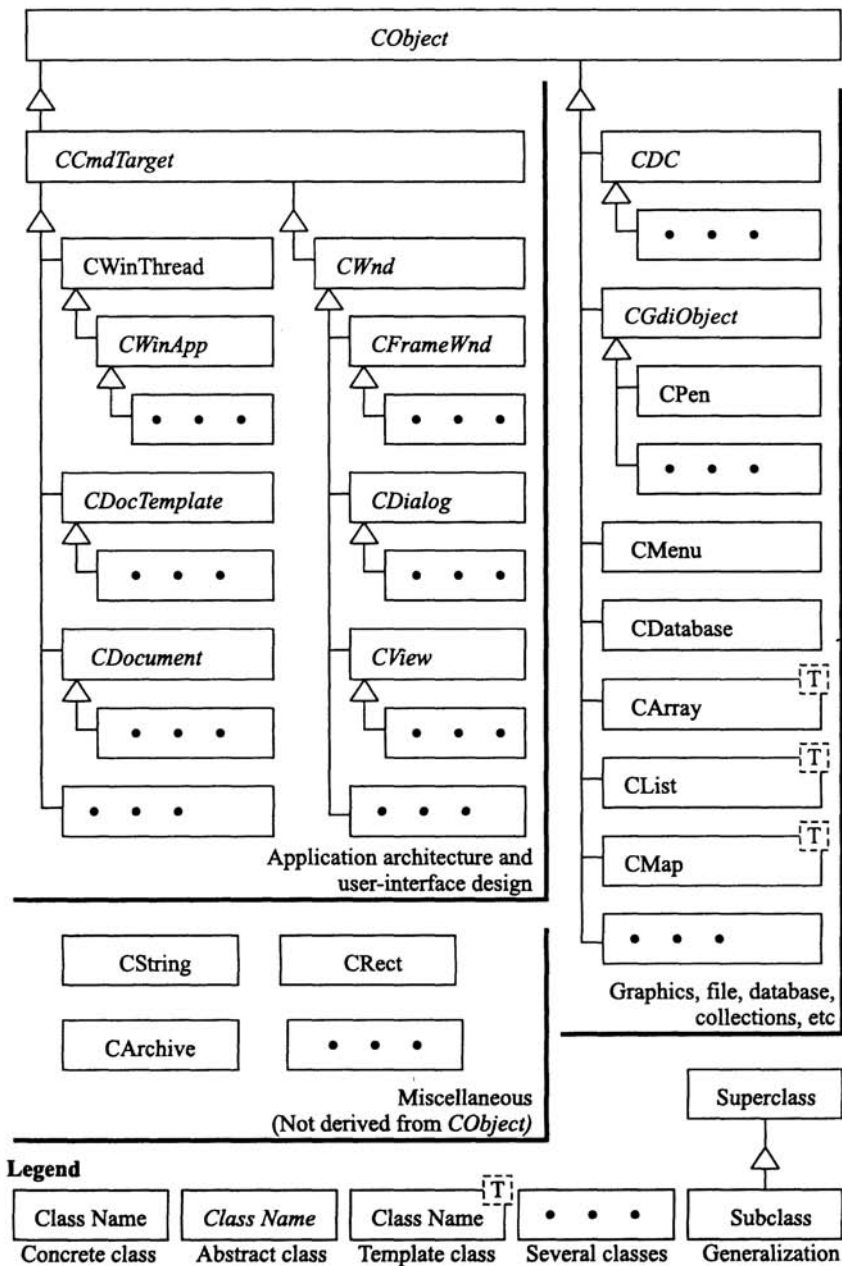 CObject
CCmdTarget
CWinThread
CWinApp
• • •
CDocTemplate
• • •
CDocument
• • •
• • •
CWnd
CFrameWnd
• • •
CDialog
• • •
CView
• • •
• • •
Application architecture and
user-interface design
CDC
• • •
CGdiObject
CPen
• • •
CMenu
CDatabase
T
CArray
T
CList
T
CMap
• • •
Graphics, file, database,
collections, etc
CString
CRect
CArchive
• • •
Miscellaneous
(Not derived from CObject)
Legend
Class Name
Concrete class
Class Name
Abstract class
T
Class Name
Template class
• • •
Several classes
Superclass
Subclass
Generalization